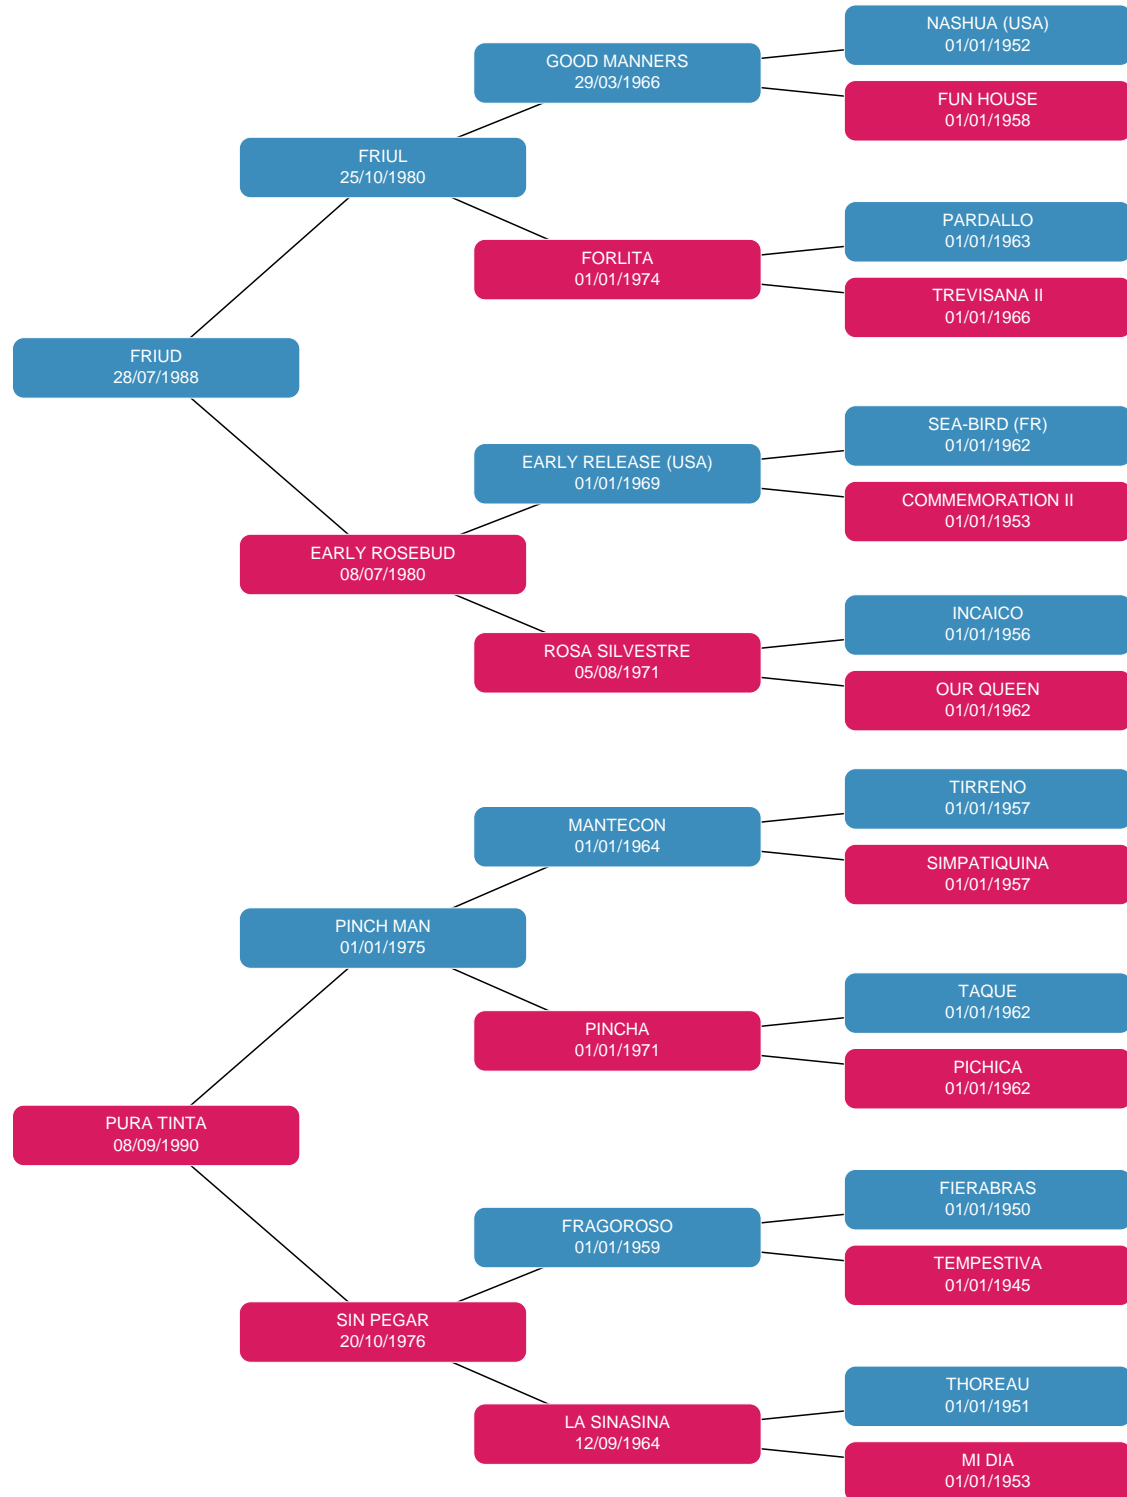 NASHUA (USA)
01/01/1952
GOOD MANNERS
29/03/1966
FUN HOUSE
01/01/1958
FRIUL
25/10/1980
PARDALLO
01/01/1963
FORLITA
01/01/1974
TREVISANA II
01/01/1966
FRIUD
28/07/1988
SEA-BIRD (FR)
01/01/1962
EARLY RELEASE (USA)
01/01/1969
COMMEMORATION II
01/01/1953
EARLY ROSEBUD
08/07/1980
INCAICO
01/01/1956
ROSA SILVESTRE
05/08/1971
OUR QUEEN
01/01/1962
TIRRENO
01/01/1957
MANTECON
01/01/1964
SIMPATIQUINA
01/01/1957
PINCH MAN
01/01/1975
TAQUE
01/01/1962
PINCHA
01/01/1971
PICHICA
01/01/1962
PURA TINTA
08/09/1990
FIERABRAS
01/01/1950
FRAGOROSO
01/01/1959
TEMPESTIVA
01/01/1945
SIN PEGAR
20/10/1976
THOREAU
01/01/1951
LA SINASINA
12/09/1964
MI DIA
01/01/1953